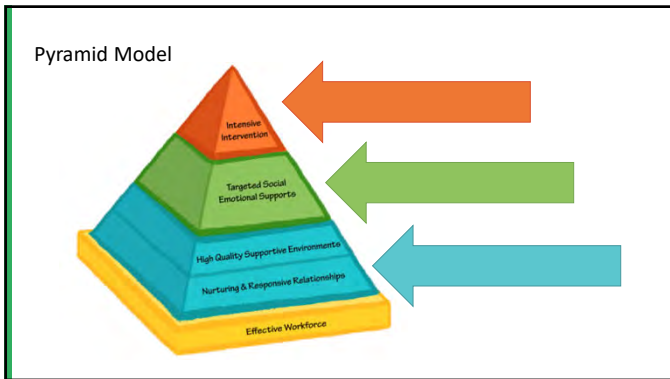 Pyramid Model
Intensive
Intervention
Targeted Social
Emotional Supports
High Quality Supportive Environments
Nurturing & Responsive Relationships
Effective Workforce